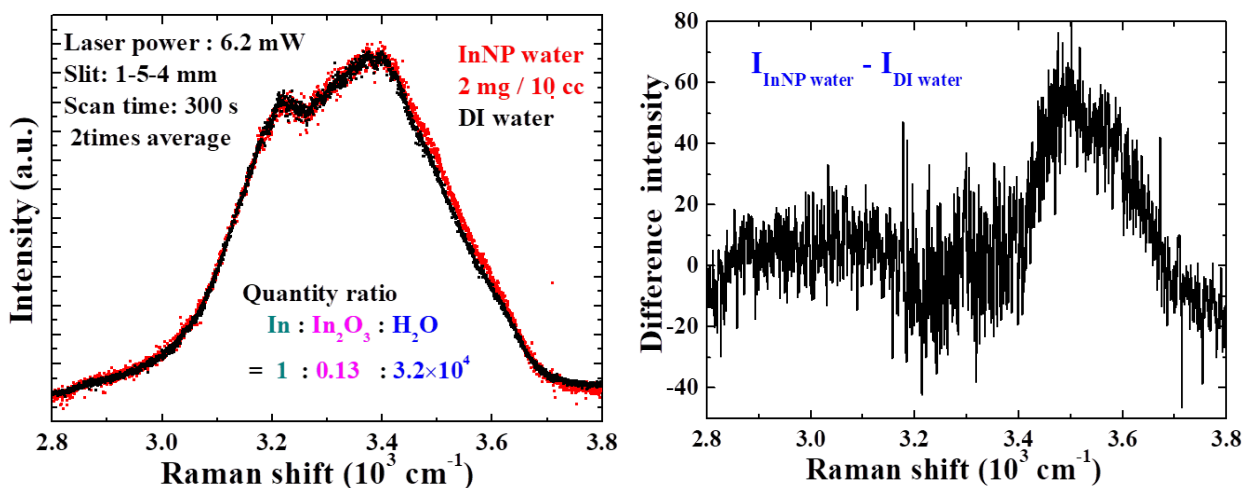 Laser power : 6.2 mW
Slit: 1-5-4 mm
Scan time: 300 s
2times average
InNP water
2 mg / 10 cc
DI water
Quantity ratio
In : In₂O₃ : H₂O
= 1 : 0.13 : 3.2×10⁴
Intensity (a.u.)
2.8 3.0 3.2 3.4 3.6 3.8
Raman shift (10³ cm⁻¹)
I_InNP water - I_DI water
Difference intensity
80
60
40
20
0
-20
-40
2.8 3.0 3.2 3.4 3.6 3.8
Raman shift (10³ cm⁻¹)